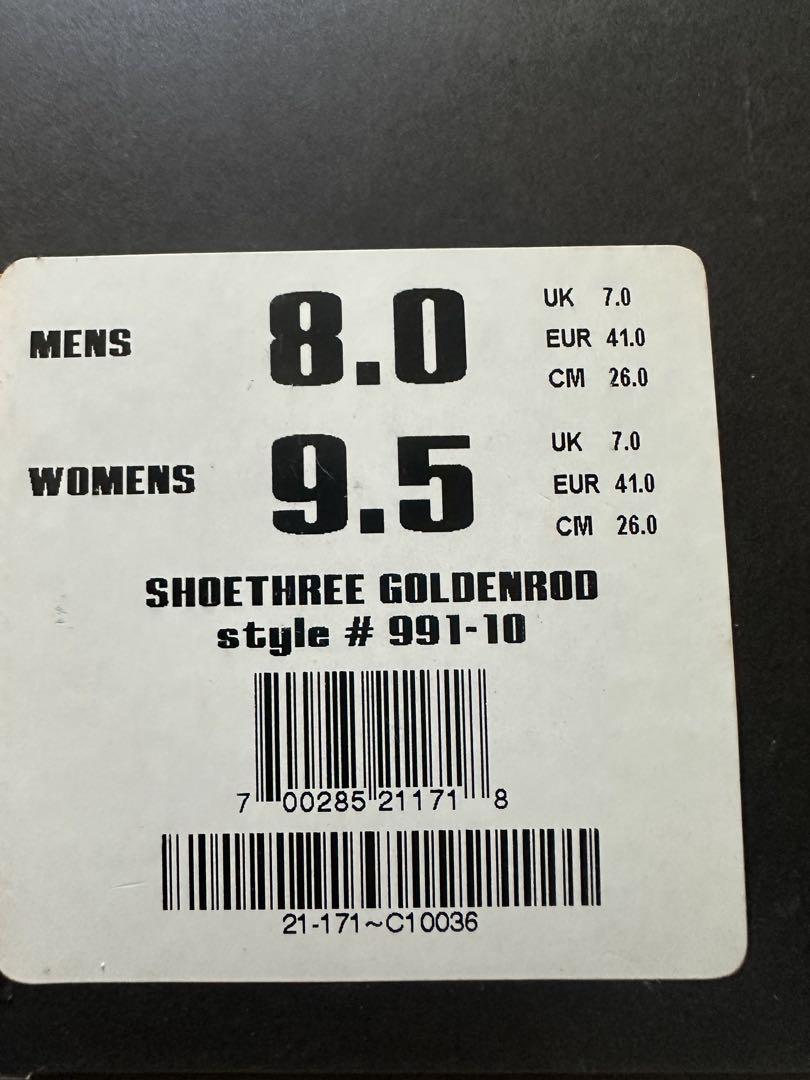 MENS 8.0 UK 7.0
EUR 41.0
CM 26.0
WOMENS 9.5 UK 7.0
EUR 41.0
CM 26.0
SHOETHREE GOLDENROD
style # 991-10
7 00285 21171 8
21-171~C10036